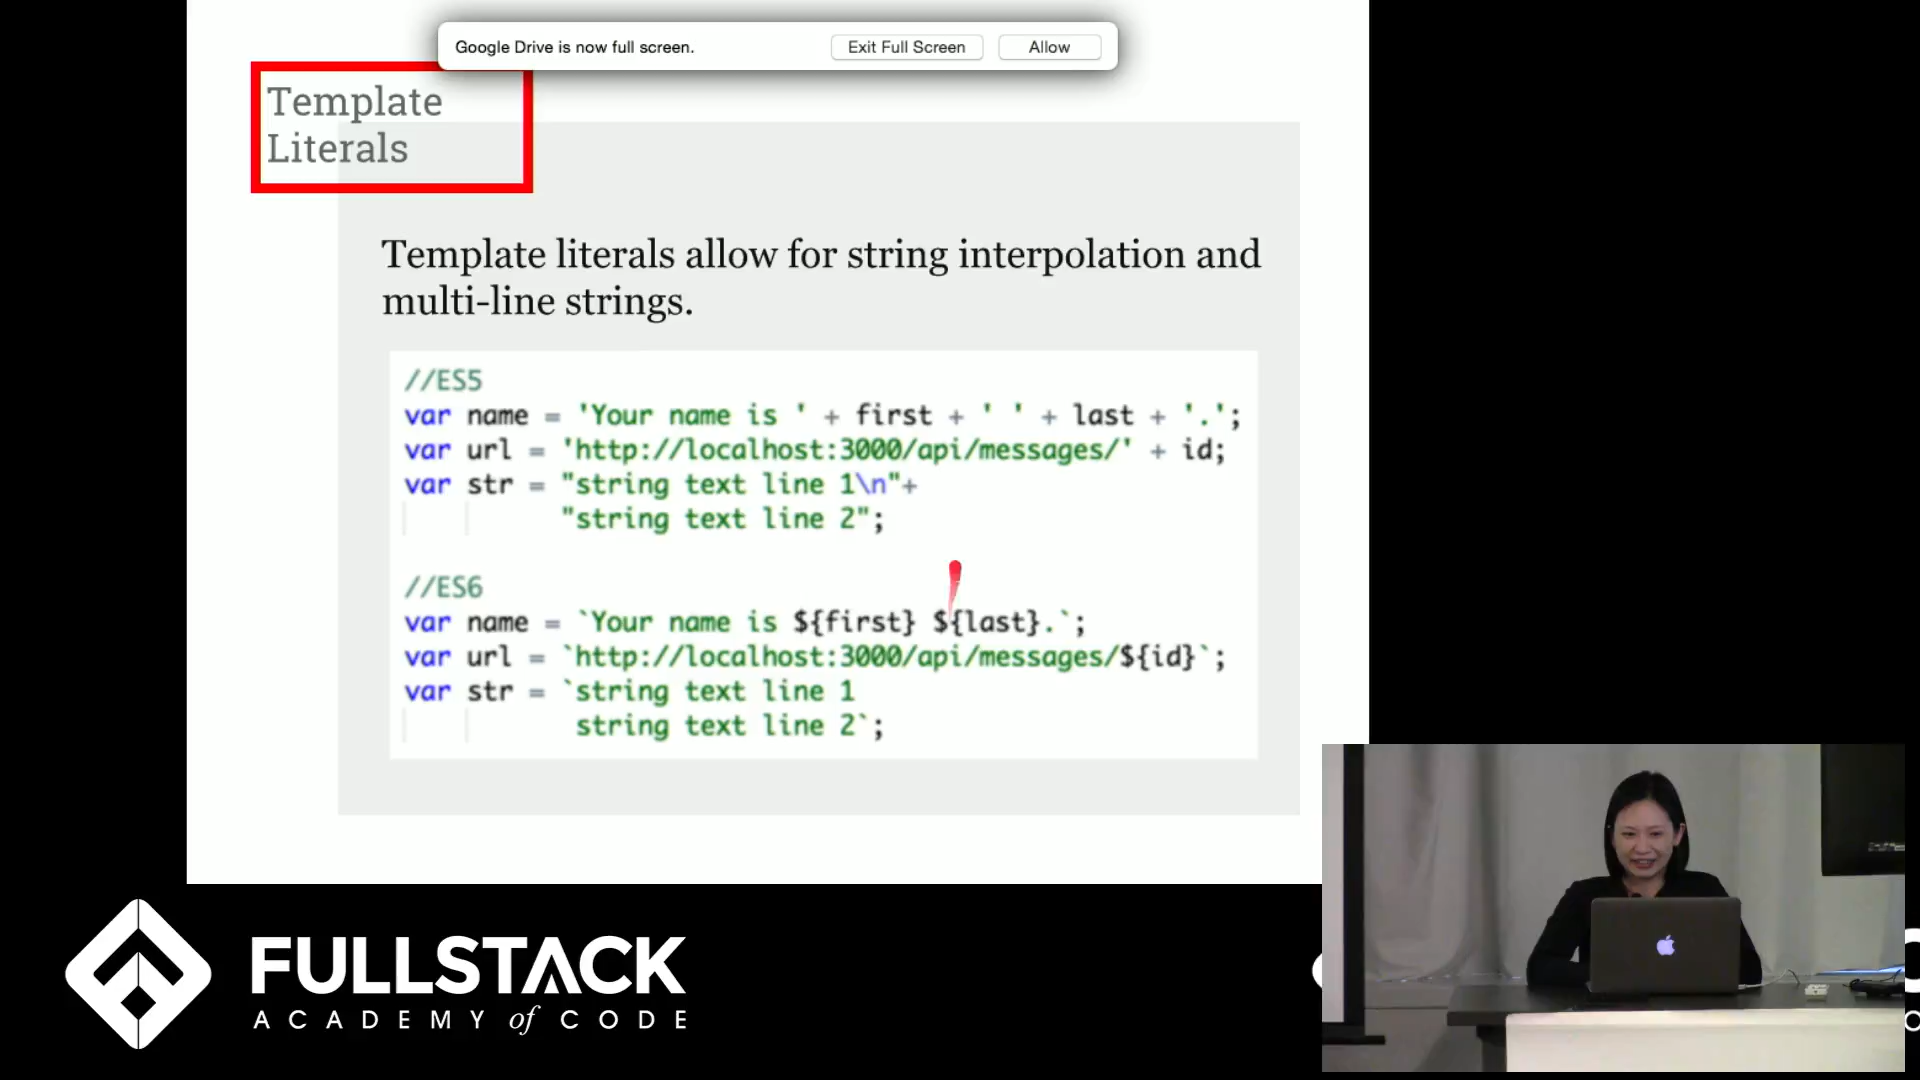 Google Drive is now full screen.
Exit Full Screen
Allow
Template
Literals
Template literals allow for string interpolation and
multi-line strings.
//ES5
var name = 'Your name is ' + first + ' ' + last + '.';
var url = 'http://localhost:3000/api/messages/' + id;
var str = "string text line 1\n"+
"string text line 2";
//ES6
var name = `Your name is ${first} ${last}.`;
var url = `http://localhost:3000/api/messages/${id}`;
var str = `string text line 1
string text line 2`;
FULLSTACK
ACADEMY of CODE